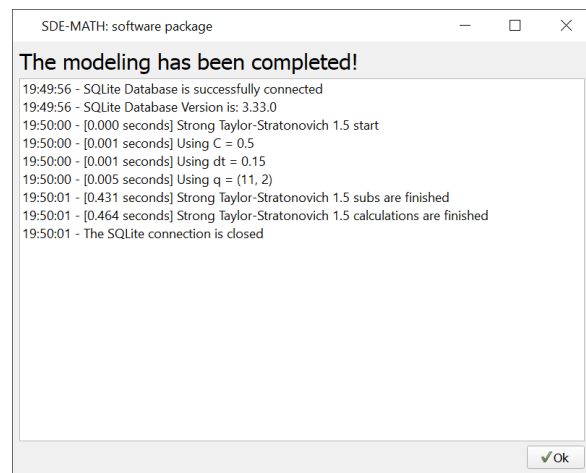 SDE-MATH: software package
The modeling has been completed!
19:49:56 - SQLite Database is successfully connected
19:49:56 - SQLite Database Version is: 3.33.0
19:50:00 - [0.000 seconds] Strong Taylor-Stratonovich 1.5 start
19:50:00 - [0.001 seconds] Using C = 0.5
19:50:00 - [0.001 seconds] Using dt = 0.15
19:50:00 - [0.005 seconds] Using q = (11, 2)
19:50:01 - [0.431 seconds] Strong Taylor-Stratonovich 1.5 subs are finished
19:50:01 - [0.464 seconds] Strong Taylor-Stratonovich 1.5 calculations are finished
19:50:01 - The SQLite connection is closed
Ok